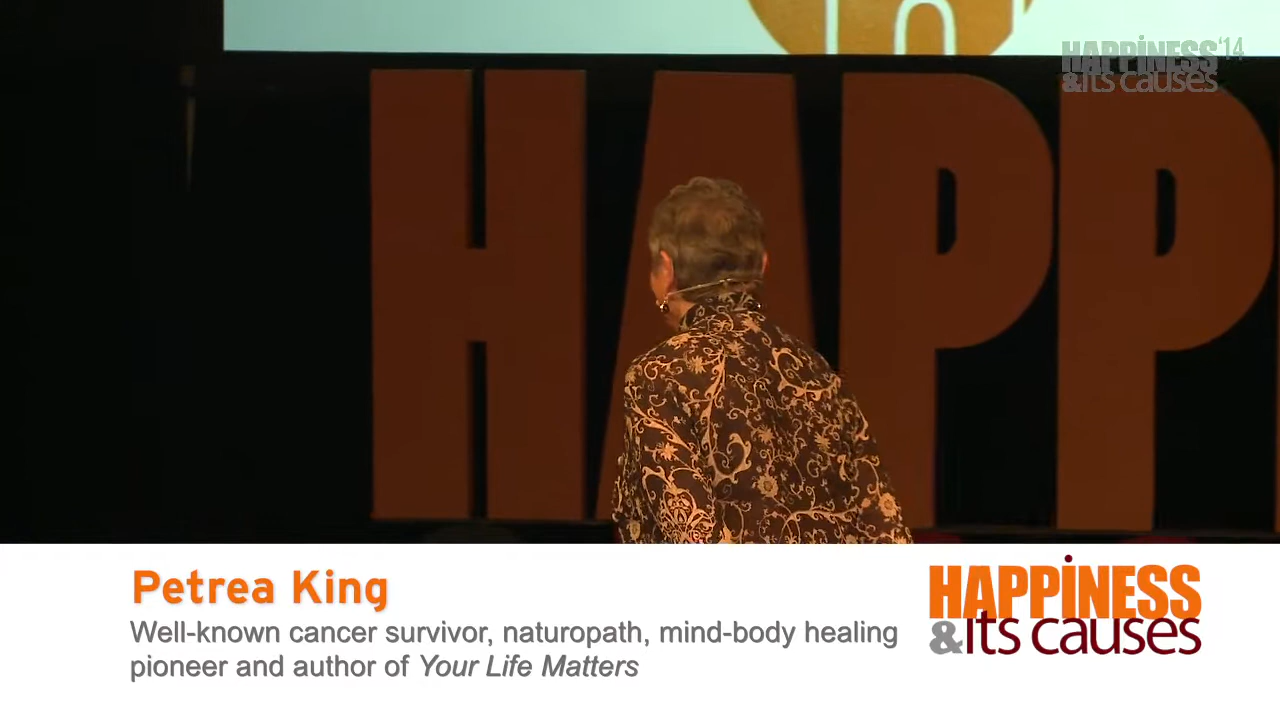 HAPPINESS '14
&its causes
HAPP
Petrea King
Well-known cancer survivor, naturopath, mind-body healing
pioneer and author of Your Life Matters
HAPPINESS
&its causes